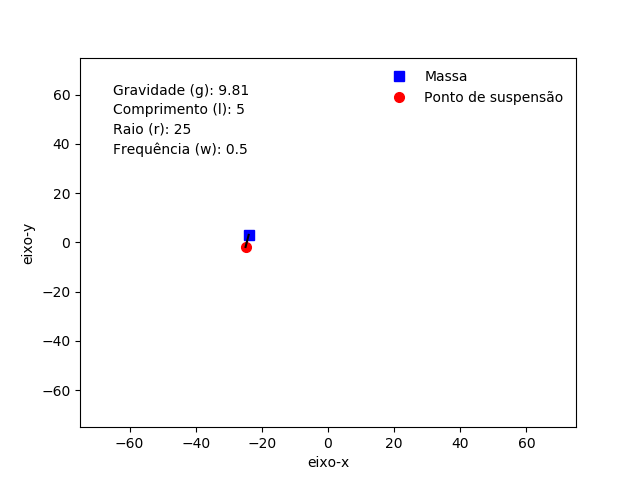 Gravidade (g): 9.81
Comprimento (l): 5
Raio (r): 25
Frequência (w): 0.5
Massa
Ponto de suspensão
60
40
20
0
−20
−40
−60
eixo-y
−60 −40 −20 0 20 40 60
eixo-x